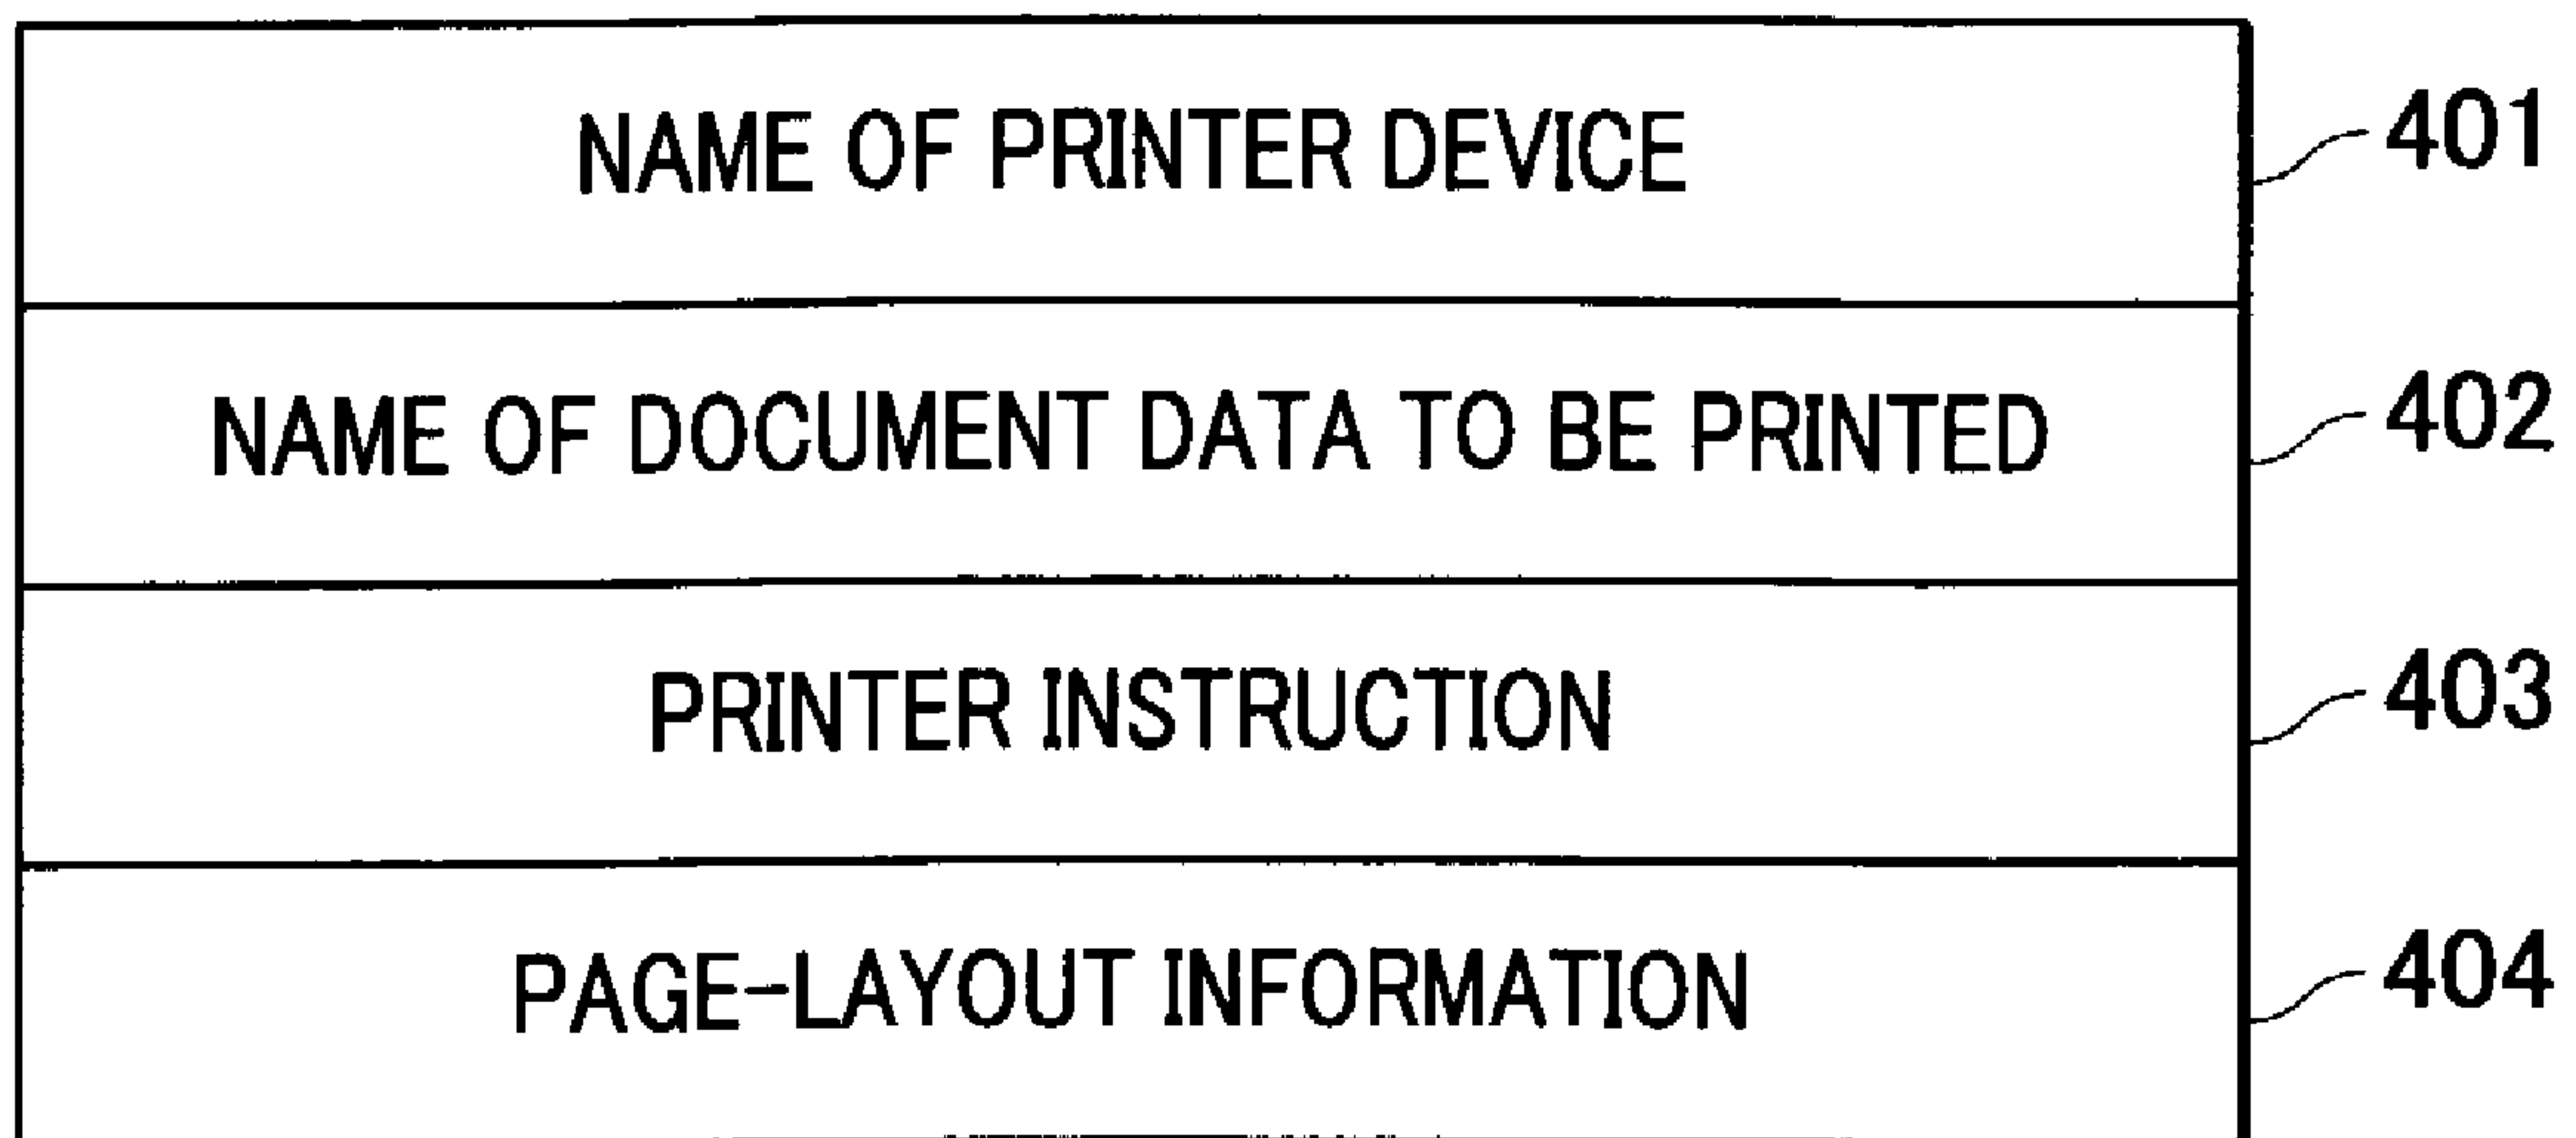 NAME OF PRINTER DEVICE 401
NAME OF DOCUMENT DATA TO BE PRINTED 402
PRINTER INSTRUCTION 403
PAGE-LAYOUT INFORMATION 404